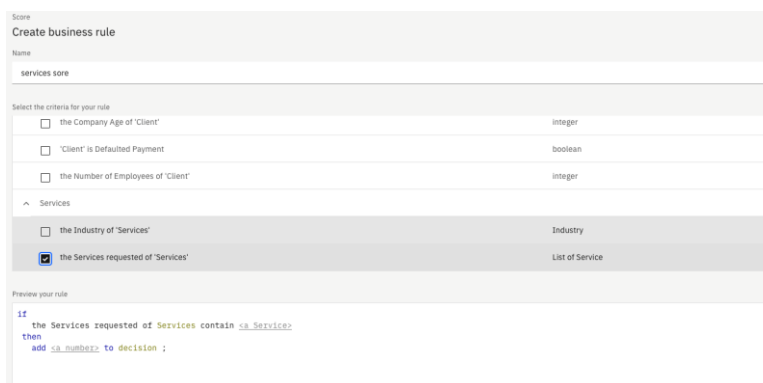 Score
Create business rule
Name
services sore
Select the criteria for your rule
the Company Age of 'Client' integer
'Client' is Defaulted Payment boolean
the Number of Employees of 'Client' integer
Services
the Industry of 'Services' Industry
the Services requested of 'Services' List of Service
Preview your rule
if
the Services requested of Services contain <a Service>
then
add <a number> to decision ;